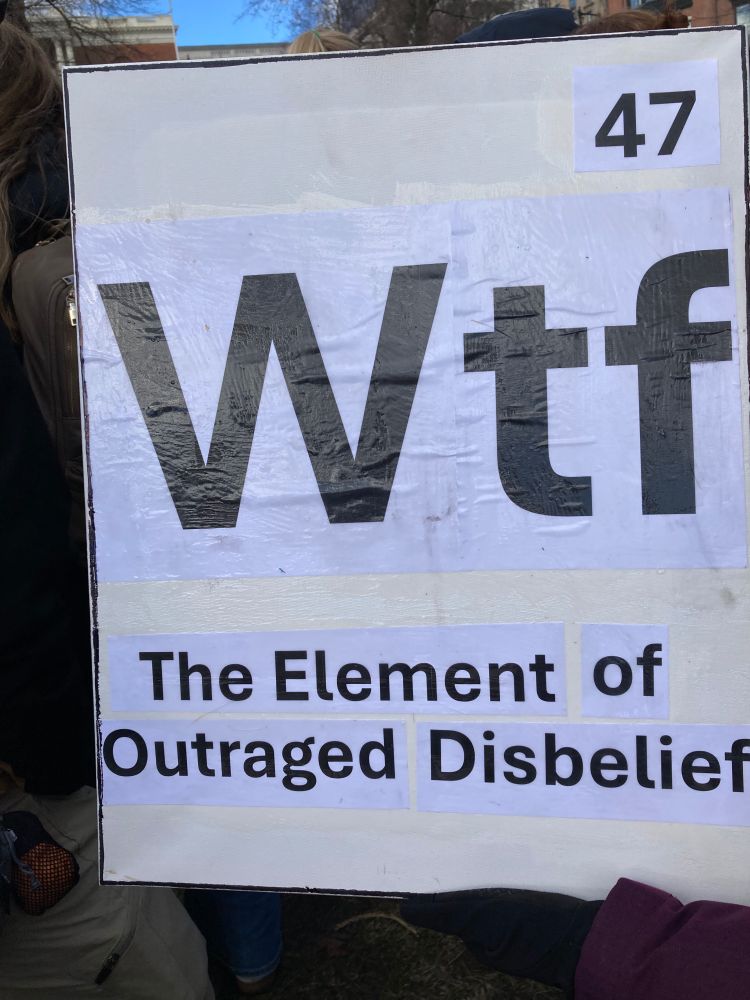 47
Wtf
The Element of
Outraged Disbelief